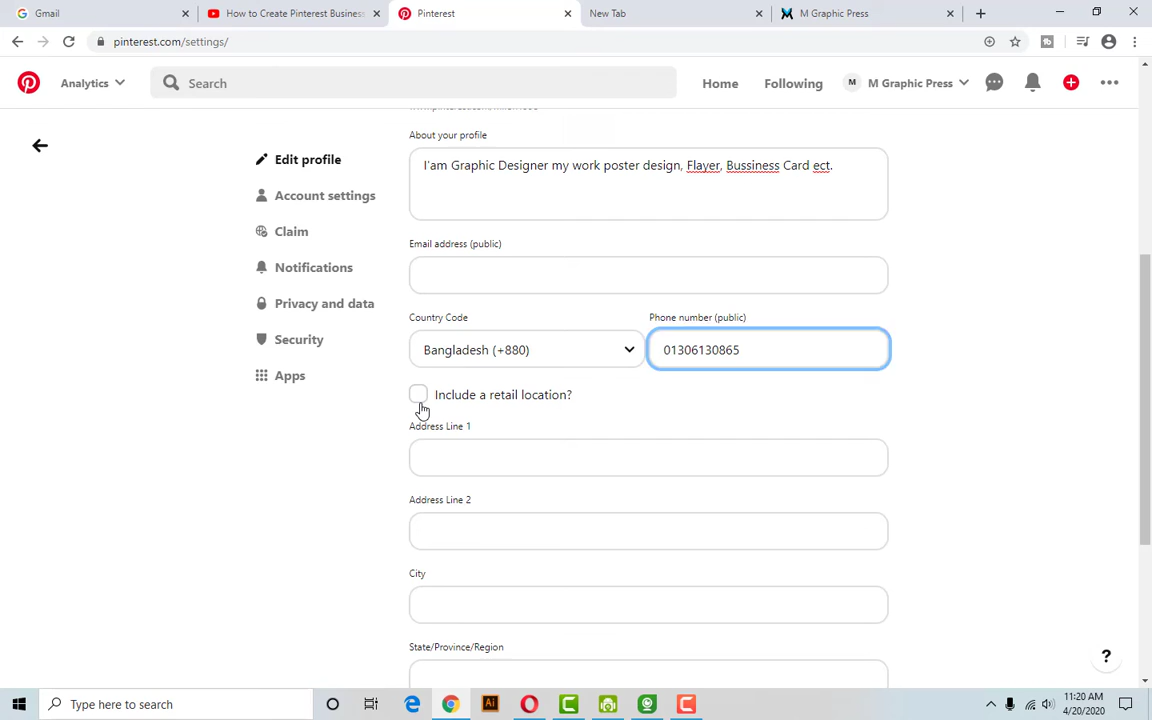 Gmail
How to Create Pinterest Business
Pinterest
New Tab
M Graphic Press
pinterest.com/settings/
Analytics
Search
Home
Following
M
M Graphic Press
About your profile
Edit profile
I'am Graphic Designer my work poster design, Flayer, Bussiness Card ect.
Account settings
Claim
Email address (public)
Notifications
Privacy and data
Country Code
Phone number (public)
Security
Bangladesh (+880)
01306130865
Apps
Include a retail location?
Address Line 1
Address Line 2
City
State/Province/Region
?
Type here to search
Ai
11:20 AM
4/20/2020